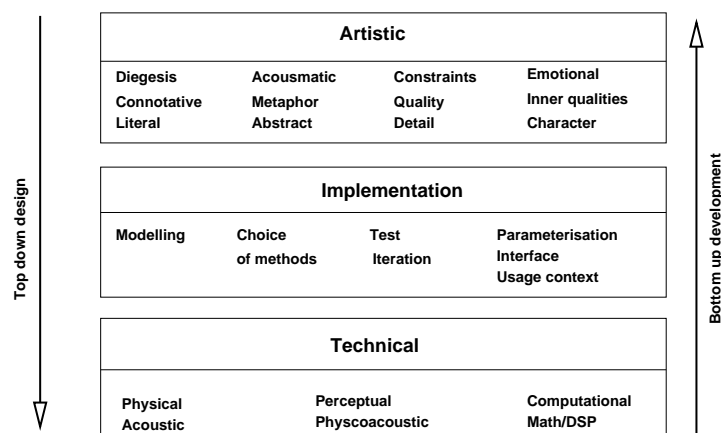 Artistic
Diegesis Acousmatic Constraints Emotional
Connotative Metaphor Quality Inner qualities
Literal Abstract Detail Character
Implementation
Modelling Choice Test Parameterisation
of methods Iteration Interface
Usage context
Technical
Physical Perceptual Computational
Acoustic Physcoacoustic Math/DSP
Top down design
Bottom up development